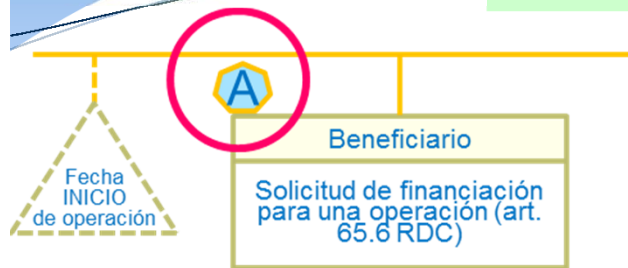 A
Beneficiario
Fecha
INICIO
de operación
Solicitud de financiación
para una operación (art.
65.6 RDC)